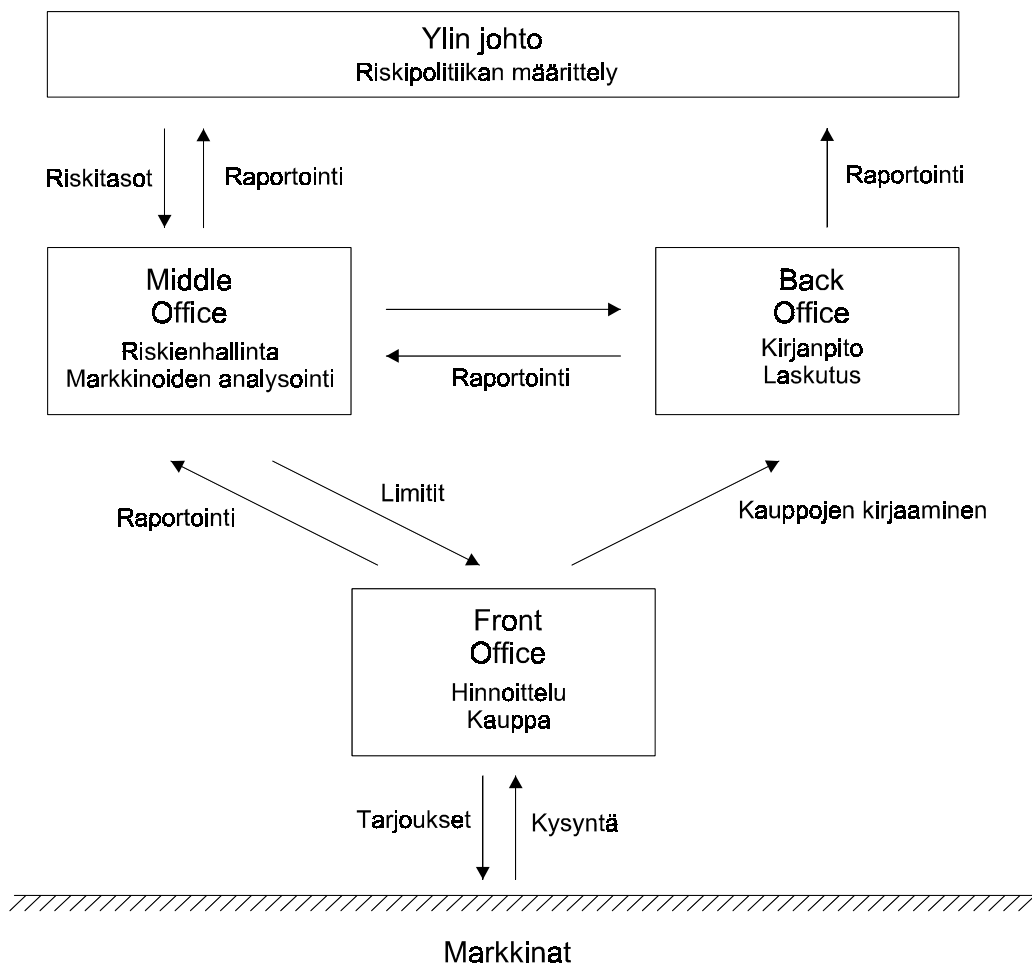 Ylin johto
Riskipolitiikan määrittely
Riskitasot
Raportointi
Raportointi
Middle
Office
Riskienhallinta
Markkinoiden analysointi
Back
Office
Kirjanpito
Laskutus
Raportointi
Raportointi
Limitit
Kauppojen kirjaaminen
Front
Office
Hinnoittelu
Kauppa
Tarjoukset
Kysyntä
Markkinat